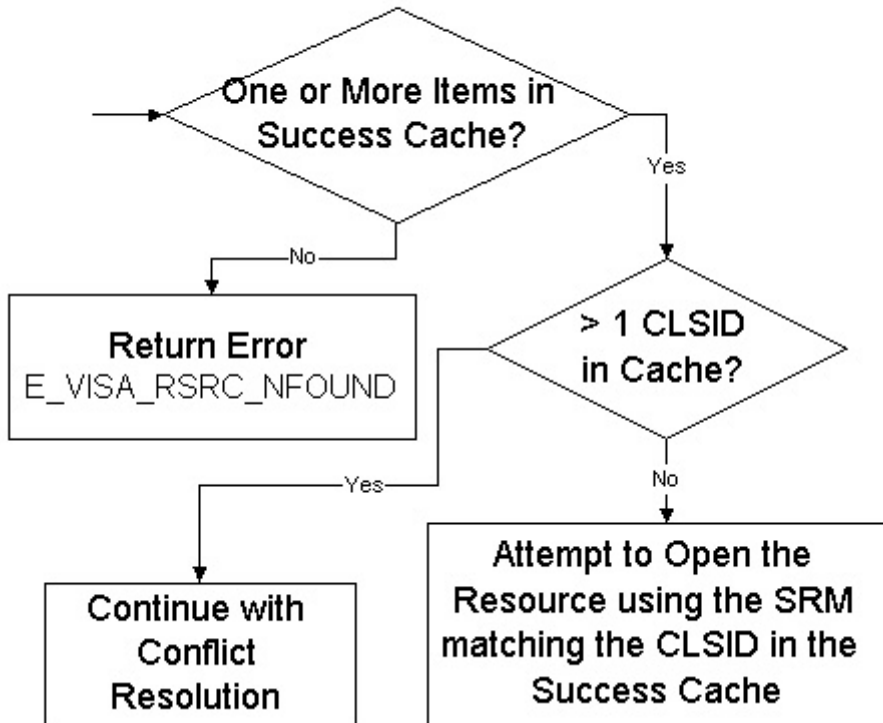 One or More Items in
Success Cache?
Yes
No
Return Error
E_VISA_RSRC_NFOUND
> 1 CLSID
in Cache?
Yes
No
Continue with
Conflict
Resolution
Attempt to Open the
Resource using the SRM
matching the CLSID in the
Success Cache